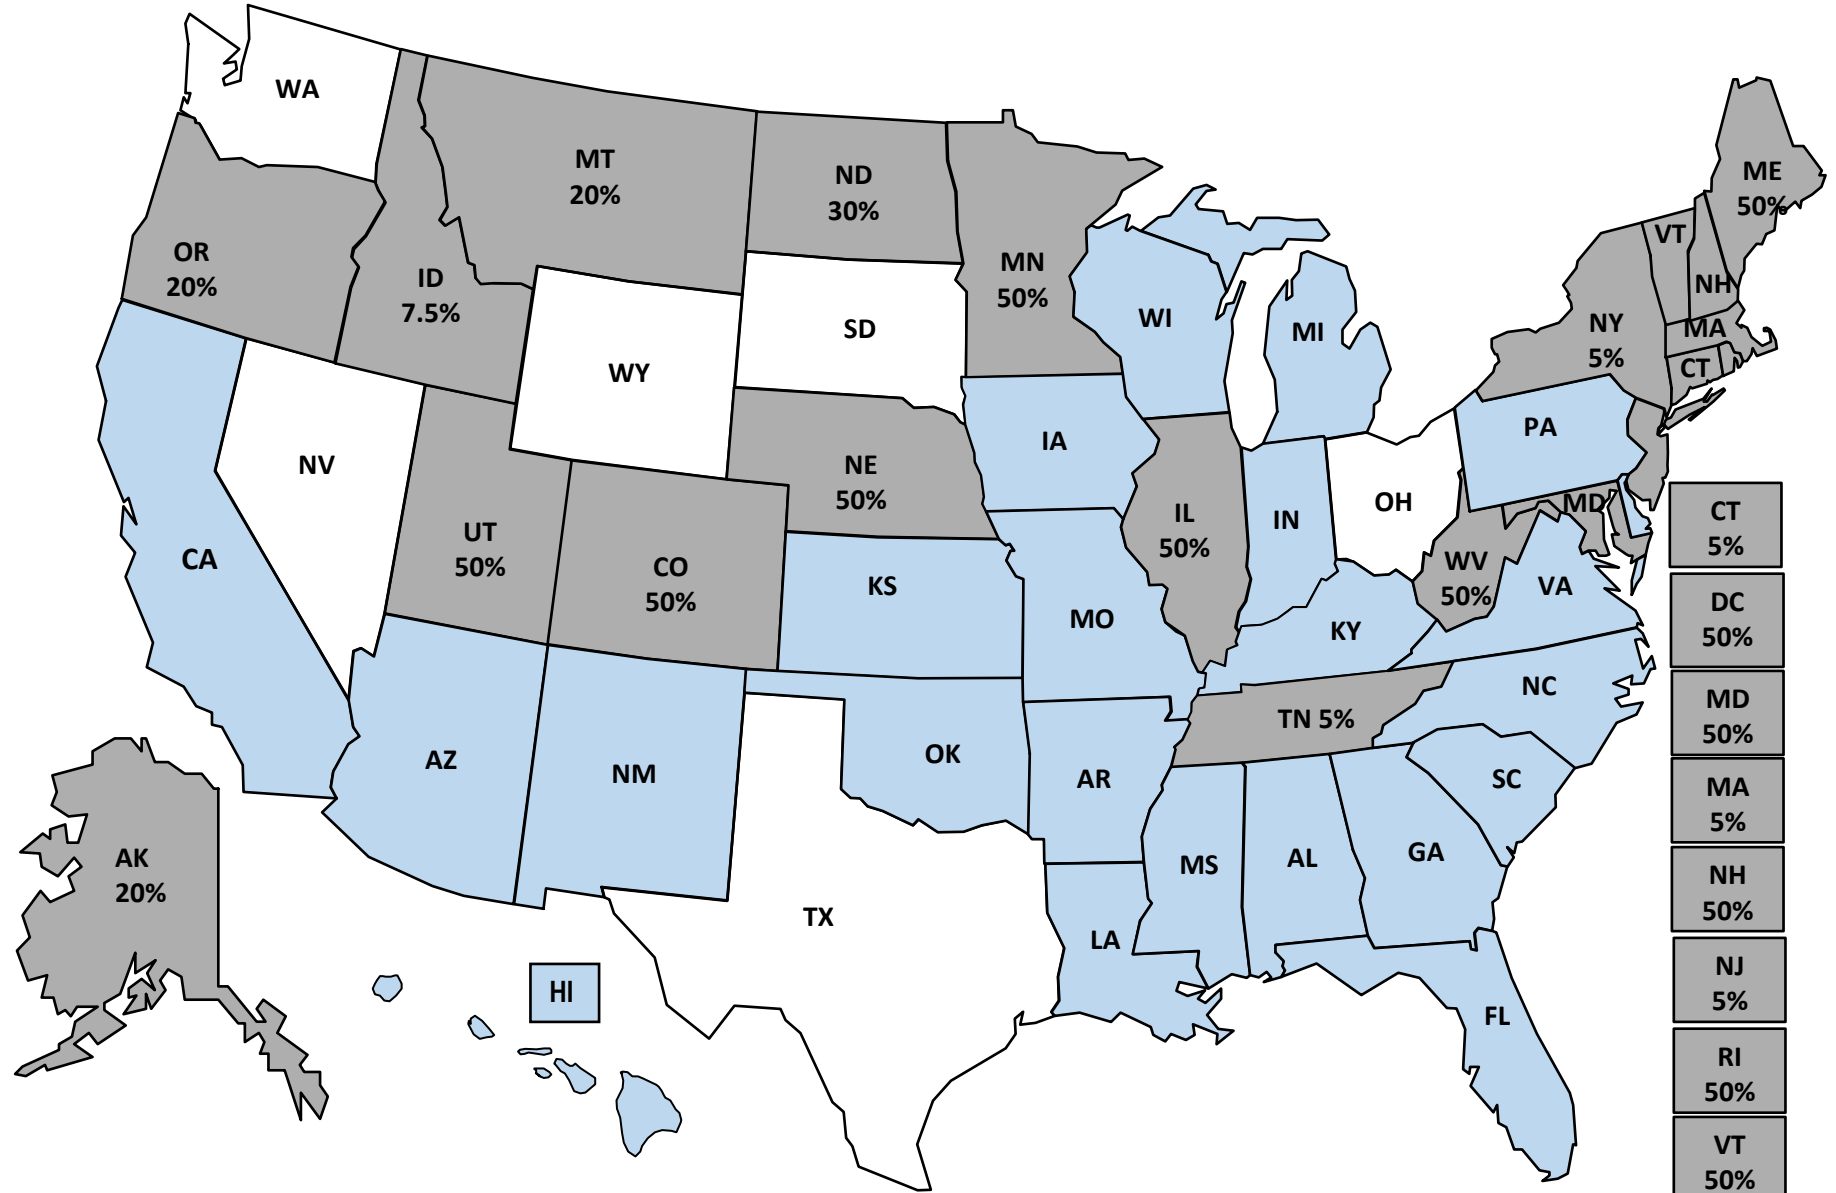 WA
MT
20%
ND
30%
MN
50%
ME
50%
VT
NH
OR
20%
ID
7.5%
SD
WI
MI
NY
5%
MA
CT
WY
PA
IA
NV
NE
50%
OH
MD
IL
50%
IN
UT
50%
CO
50%
KS
CA
MO
WV
50%
VA
KY
NC
TN 5%
AZ
NM
OK
AR
SC
MS
AL
GA
AK
20%
TX
LA
HI
FL
CT
5%
DC
50%
MD
50%
MA
5%
NH
50%
NJ
5%
RI
50%
VT
50%